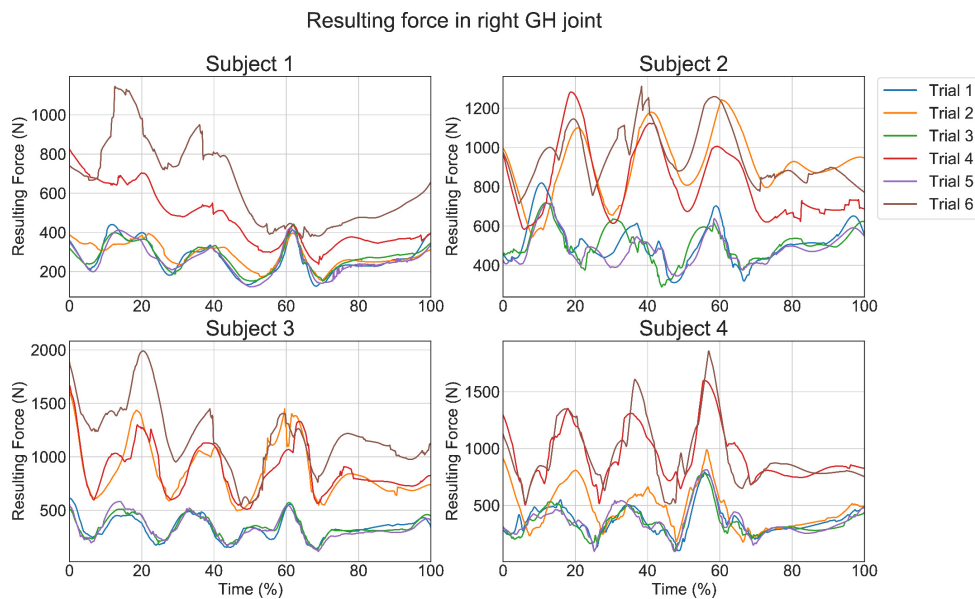 Resulting force in right GH joint
Subject 1
Subject 2
Resulting Force (N)
1000
800
600
400
200
0 20 40 60 80 100
Resulting Force (N)
1200
1000
800
600
400
0 20 40 60 80 100
Trial 1
Trial 2
Trial 3
Trial 4
Trial 5
Trial 6
Subject 3
Subject 4
Resulting Force (N)
2000
1500
1000
500
0 20 40 60 80 100
Time (%)
Resulting Force (N)
1500
1000
500
0 20 40 60 80 100
Time (%)